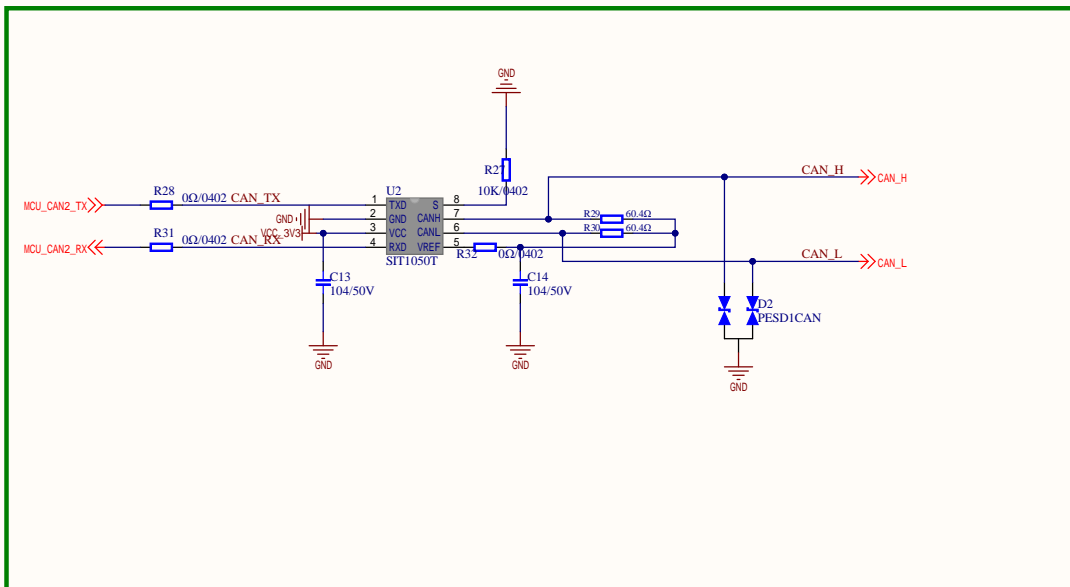 GND
R27
10K/0402
CAN_H
CAN_H
R28
0Ω/0402 CAN_TX
MCU_CAN2_TX
U2
1 TXD S 8
GND 2 GND CANH 7
VCC_3V3 3 VCC CANL 6
4 RXD VREF 5
SIT1050T
R29 60.4Ω
R30 60.4Ω
R31
0Ω/0402 CAN_RX
MCU_CAN2_RX
R32 0Ω/0402
CAN_L
CAN_L
C13
104/50V
C14
104/50V
D2
PESD1CAN
GND
GND
GND